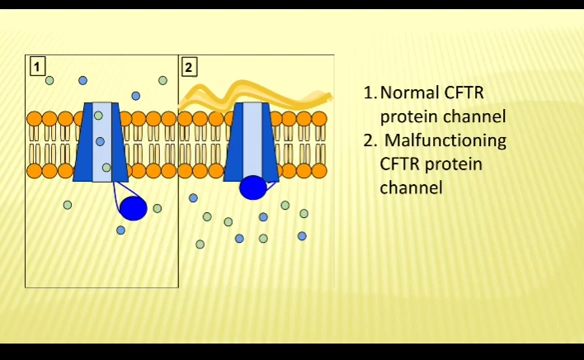 1
2
1. Normal CFTR
protein channel
2. Malfunctioning
CFTR protein
channel